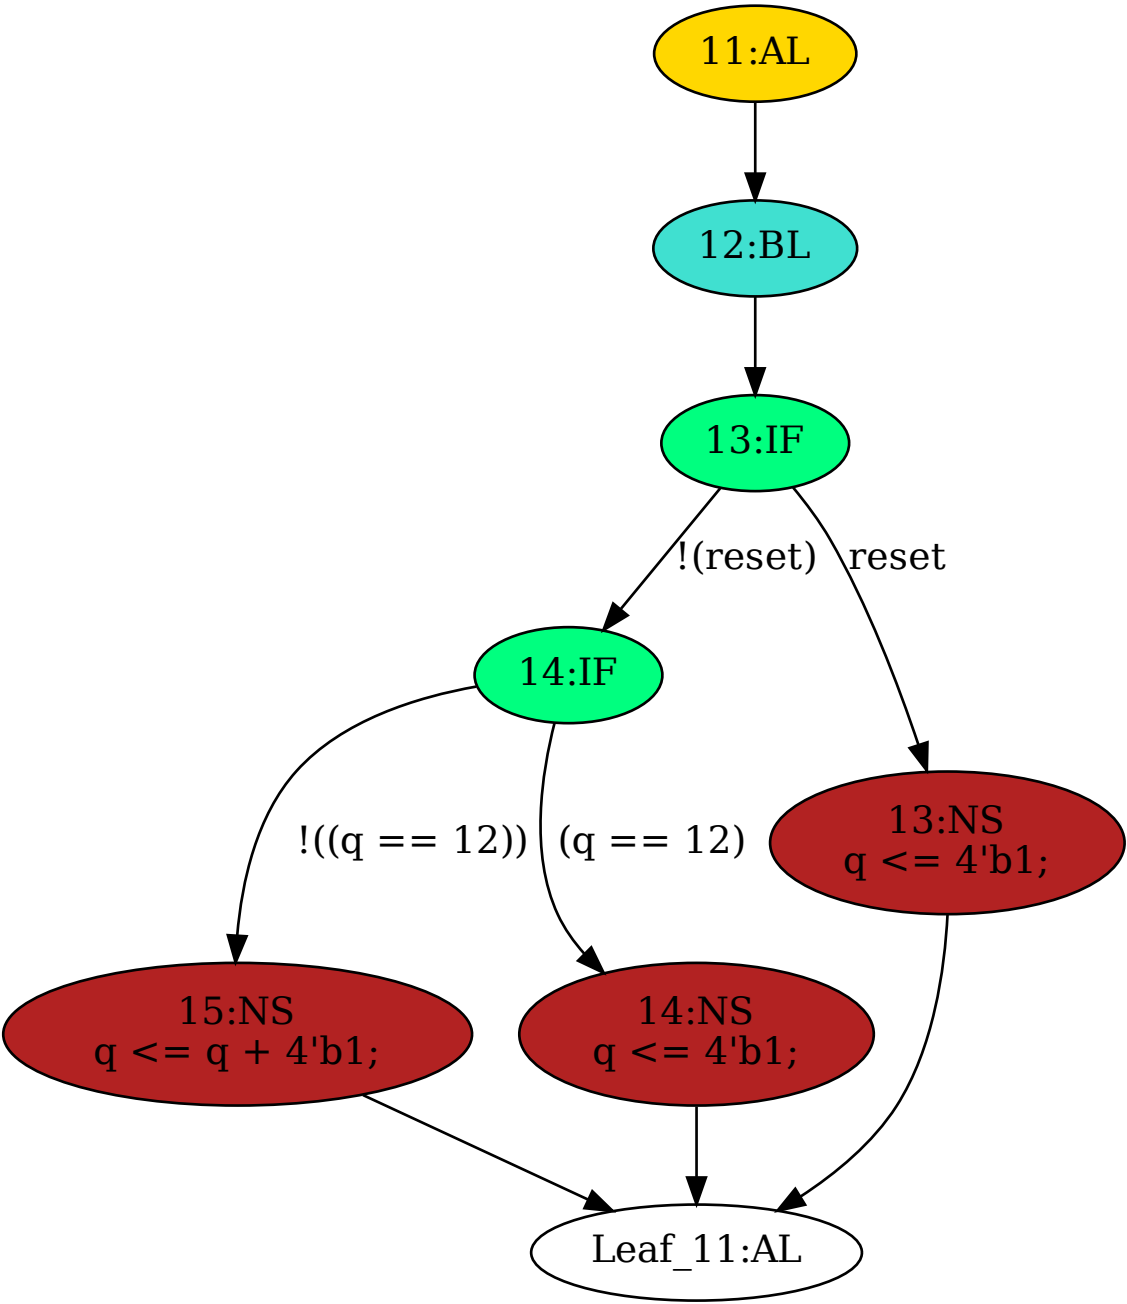 11:AL
12:BL
13:IF
!(reset)
reset
14:IF
!((q == 12))
(q == 12)
13:NS
q <= 4'b1;
15:NS
q <= q + 4'b1;
14:NS
q <= 4'b1;
Leaf_11:AL